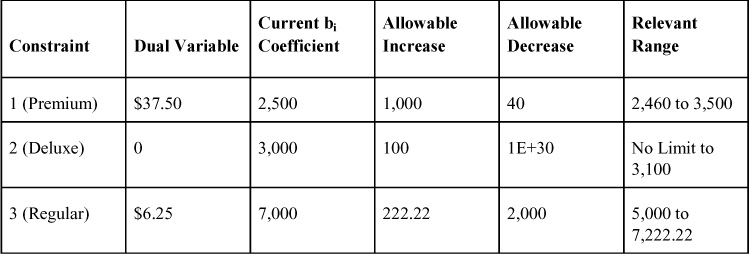 Constraint Dual Variable Current bi Coefficient Allowable Increase Allowable Decrease Relevant Range
1 (Premium) $37.50 2,500 1,000 40 2,460 to 3,500
2 (Deluxe) 0 3,000 100 1E+30 No Limit to 3,100
3 (Regular) $6.25 7,000 222.22 2,000 5,000 to 7,222.22